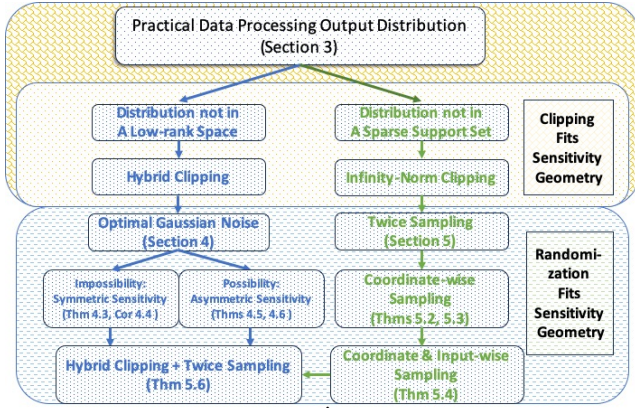 Practical Data Processing Output Distribution
(Section 3)
Distribution not in
A Low-rank Space
Distribution not in
A Sparse Support Set
Clipping
Fits
Sensitivity
Geometry
Hybrid Clipping
Infinity-Norm Clipping
Optimal Gaussian Noise
(Section 4)
Twice Sampling
(Section 5)
Randomi-
zation
Fits
Sensitivity
Geometry
Impossibility:
Symmetric Sensitivity
(Thm 4.3, Cor 4.4 )
Possibility:
Asymmetric Sensitivity
(Thms 4.5, 4.6 )
Coordinate-wise
Sampling
(Thms 5.2, 5.3)
Hybrid Clipping + Twice Sampling
(Thm 5.6)
Coordinate & Input-wise
Sampling
(Thm 5.4)